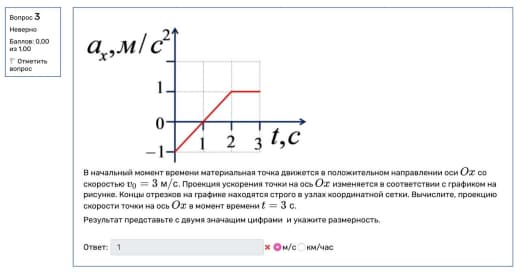 Вопрос 3
Неверно
Баллов: 0,00
из 1,00
Отметить
вопрос
aₓ,м/с²
1
0
−1
1 2 3 t,c
В начальный момент времени материальная точка движется в положительном направлении оси Ox со
скоростью v₀ = 3 м/с. Проекция ускорения точки на ось Ox изменяется в соответствии с графиком на
рисунке. Концы отрезков на графике находятся строго в узлах координатной сетки. Вычислите, проекцию
скорости точки на ось Ox в момент времени t = 3 с.
Результат представьте с двумя значащим цифрами и укажите размерность.
Ответ: 1 м/с км/час